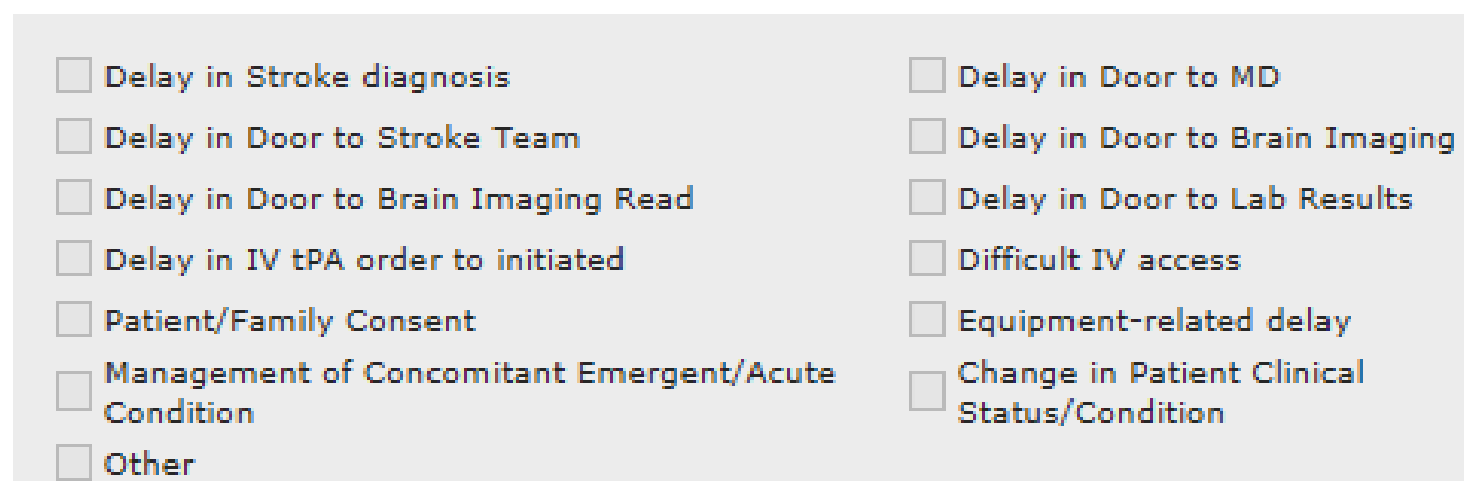 Delay in Stroke diagnosis
Delay in Door to MD
Delay in Door to Stroke Team
Delay in Door to Brain Imaging
Delay in Door to Brain Imaging Read
Delay in Door to Lab Results
Delay in IV tPA order to initiated
Difficult IV access
Patient/Family Consent
Equipment-related delay
Management of Concomitant Emergent/Acute
Condition
Change in Patient Clinical
Status/Condition
Other